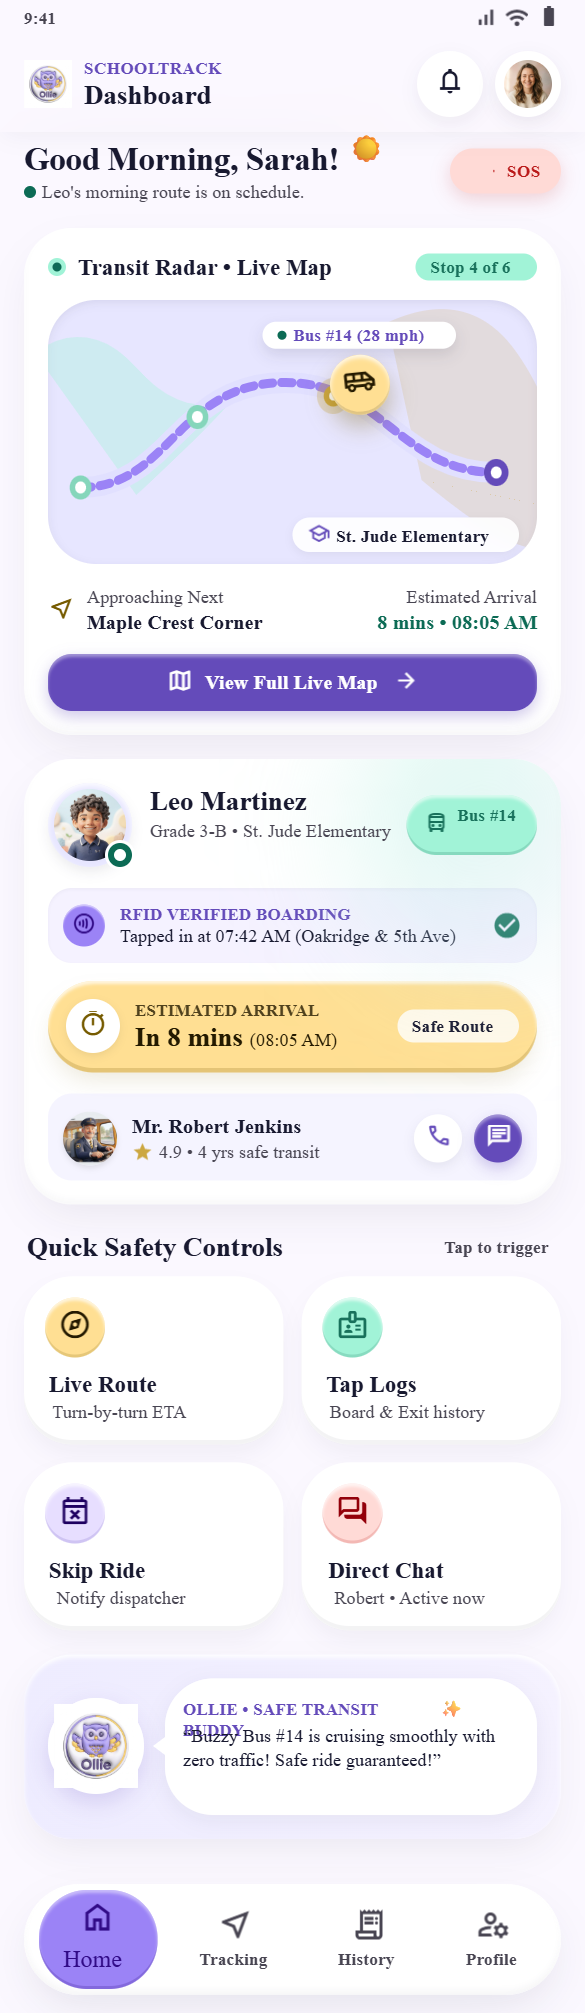 9:41
SCHOOLTRACK
Dashboard
Ollie
Good Morning, Sarah!
Leo's morning route is on schedule.
SOS
Transit Radar • Live Map
Stop 4 of 6
Bus #14 (28 mph)
St. Jude Elementary
Approaching Next
Estimated Arrival
Maple Crest Corner
8 mins • 08:05 AM
View Full Live Map
Leo Martinez
Grade 3-B • St. Jude Elementary
Bus #14
RFID VERIFIED BOARDING
Tapped in at 07:42 AM (Oakridge & 5th Ave)
ESTIMATED ARRIVAL
In 8 mins (08:05 AM)
Safe Route
Mr. Robert Jenkins
4.9 • 4 yrs safe transit
Quick Safety Controls
Tap to trigger
Live Route
Turn-by-turn ETA
Tap Logs
Board & Exit history
Skip Ride
Notify dispatcher
Direct Chat
Robert • Active now
Ollie
OLLIE • SAFE TRANSIT
BUDDY
“Buzzy Bus #14 is cruising smoothly with
zero traffic! Safe ride guaranteed!”
Home
Tracking
History
Profile